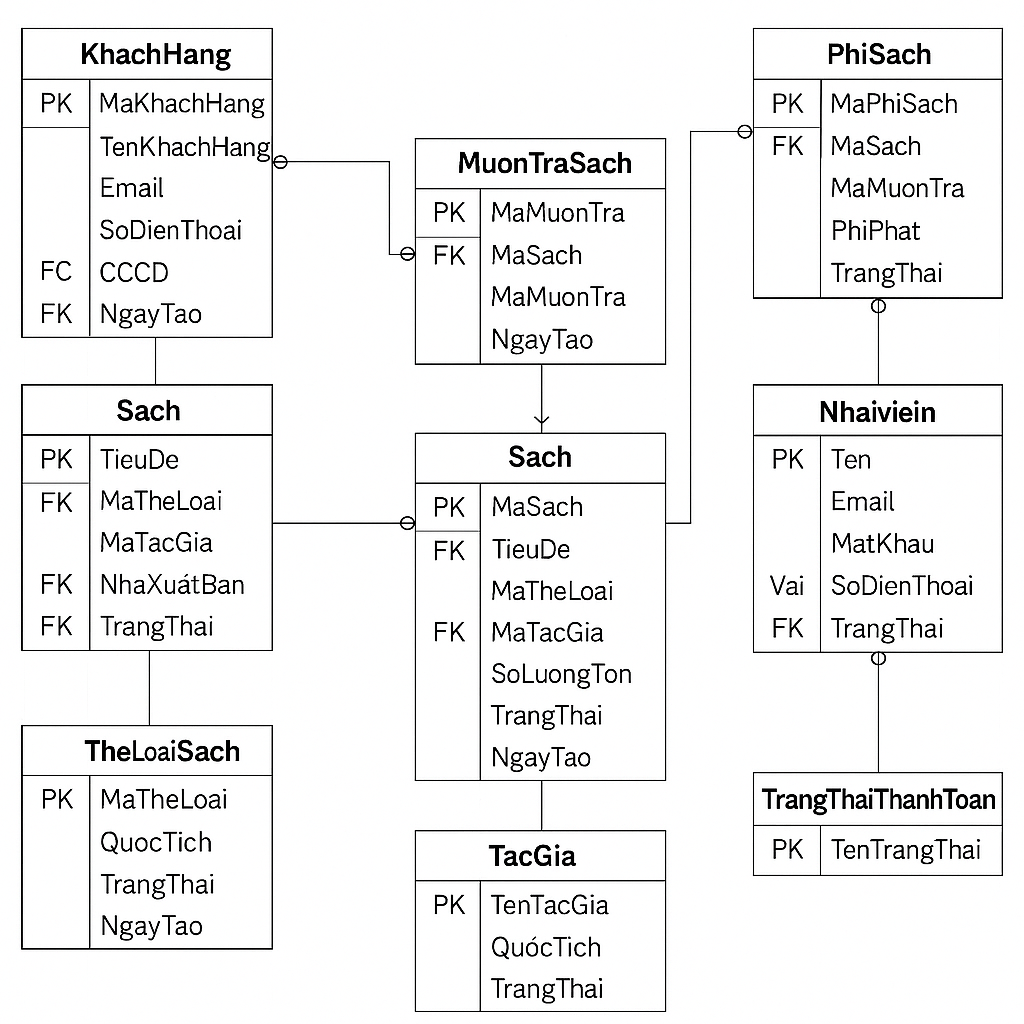 KhachHang
PK MaKhachHang
TenKhachHang
Email
SoDienThoai
FC CCCD
FK NgayTao
Sach
PK TieuDe
FK MaTheLoai
MaTacGia
FK NhaXuátBan
FK TrangThai
TheLoaiSach
PK MaTheLoai
QuocTich
TrangThai
NgayTao
MuonTraSach
PK MaMuonTra
FK MaSach
MaMuonTra
NgayTao
Sach
PK MaSach
FK TieuDe
MaTheLoai
FK MaTacGia
SoLuongTon
TrangThai
NgayTao
TacGia
PK TenTacGia
QuócTich
TrangThai
PhiSach
PK MaPhiSach
FK MaSach
MaMuonTra
PhiPhat
TrangThai
Nhaiviein
PK Ten
Email
MatKhau
Vai SoDienThoai
FK TrangThai
TrangThaiThanhToan
PK TenTrangThai